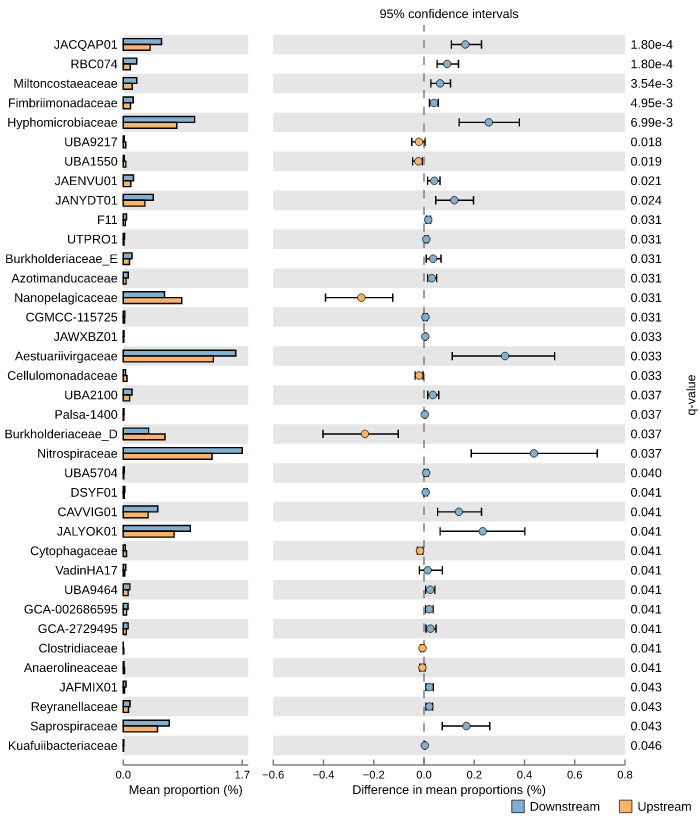 95% confidence intervals
JACQAP01 1.80e-4
RBC074 1.80e-4
Miltoncostaeaceae 3.54e-3
Fimbriimonadaceae 4.95e-3
Hyphomicrobiaceae 6.99e-3
UBA9217 0.018
UBA1550 0.019
JAENVU01 0.021
JANYDT01 0.024
F11 0.031
UTPRO1 0.031
Burkholderiaceae_E 0.031
Azotimanducaceae 0.031
Nanopelagicaceae 0.031
CGMCC-115725 0.031
JAWXBZ01 0.033
Aestuariivirgaceae 0.033
Cellulomonadaceae 0.033
UBA2100 0.037
Palsa-1400 0.037
Burkholderiaceae_D 0.037
Nitrospiraceae 0.037
UBA5704 0.040
DSYF01 0.041
CAVVIG01 0.041
JALYOK01 0.041
Cytophagaceae 0.041
VadinHA17 0.041
UBA9464 0.041
GCA-002686595 0.041
GCA-2729495 0.041
Clostridiaceae 0.041
Anaerolineaceae 0.041
JAFMIX01 0.043
Reyranellaceae 0.043
Saprospiraceae 0.043
Kuafuiibacteriaceae 0.046
q-value
0.0 1.7 −0.6 −0.4 −0.2 0.0 0.2 0.4 0.6 0.8
Mean proportion (%) Difference in mean proportions (%)
Downstream Upstream